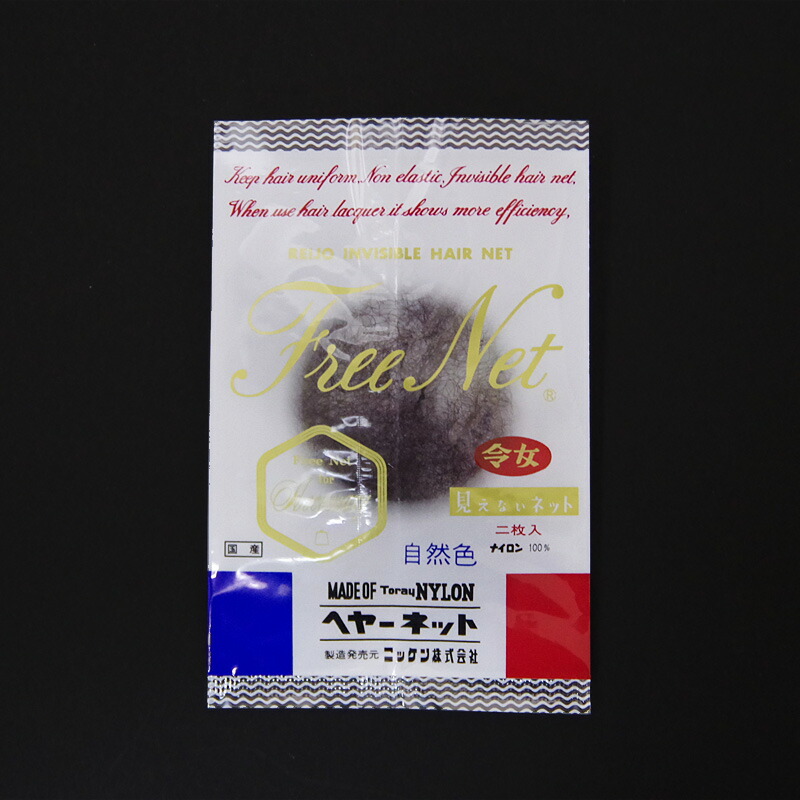 Keep hair uniform. Non elastic. Invisible hair net.
When use hair lacquer it shows more efficiency,
REIJO INVISIBLE HAIR NET
Free Net®
令女
Free Net
for
見えないネット
二枚入
国産
自然色
ナイロン 100%
MADE OF Toray NYLON
ヘヤーネット
製造発売元 ニッケン株式会社